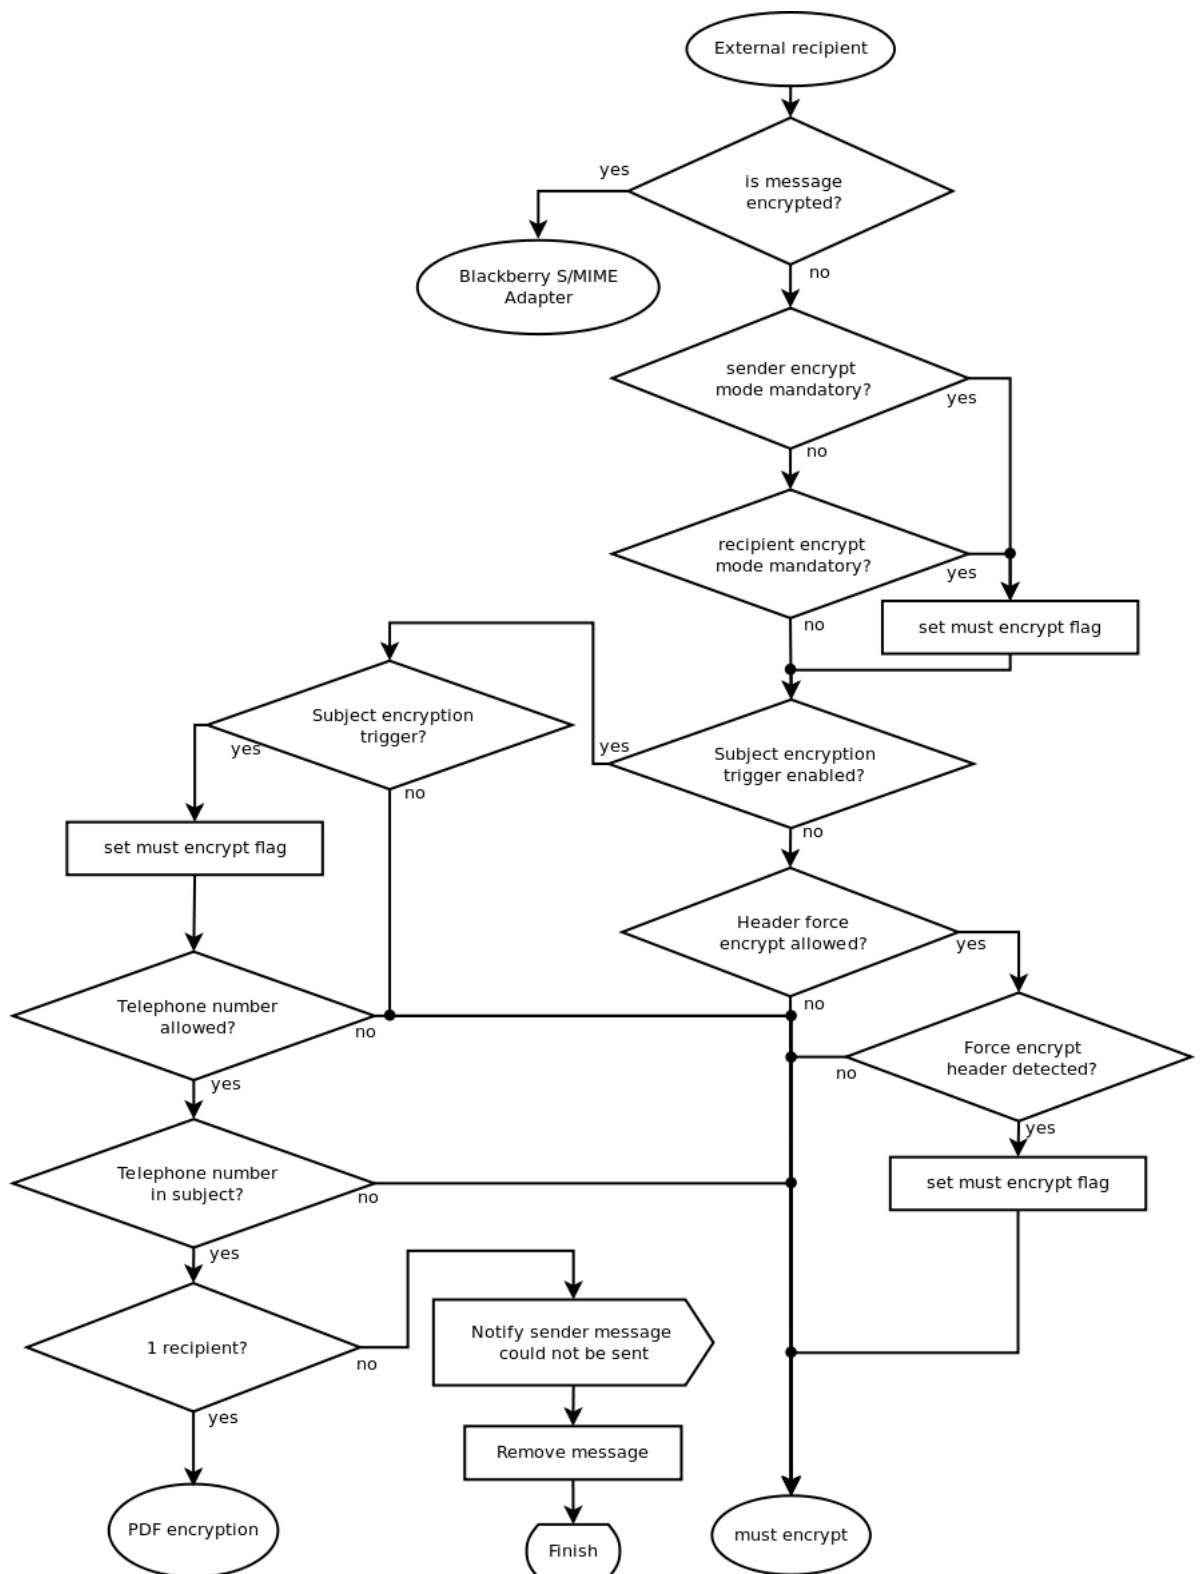 External recipient
yes
is message
encrypted?
Blackberry S/MIME
Adapter
no
sender encrypt
mode mandatory?
yes
no
recipient encrypt
mode mandatory?
yes
no
set must encrypt flag
Subject encryption
trigger?
yes
no
yes
Subject encryption
trigger enabled?
no
set must encrypt flag
Header force
encrypt allowed?
yes
no
Telephone number
allowed?
no
yes
Force encrypt
header detected?
no
yes
Telephone number
in subject?
no
yes
set must encrypt flag
1 recipient?
no
yes
Notify sender message
could not be sent
Remove message
PDF encryption
Finish
must encrypt